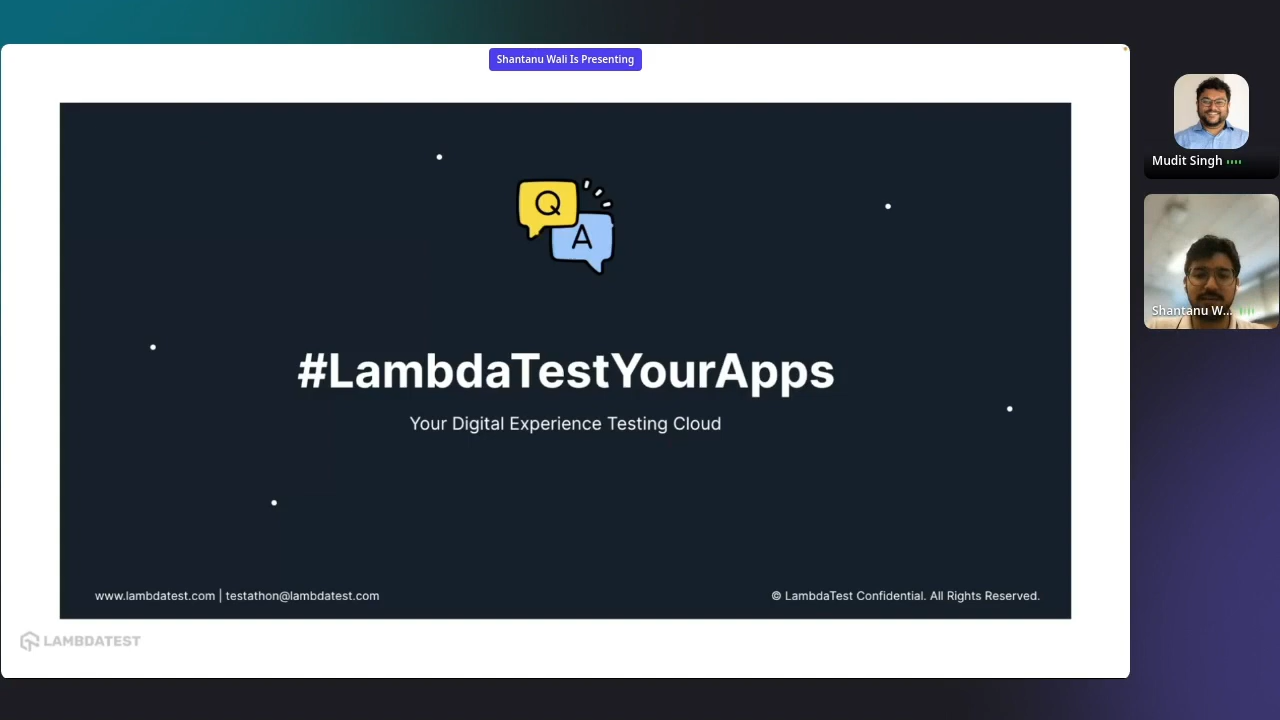 Shantanu Wali Is Presenting
Q
A
#LambdaTestYourApps
Your Digital Experience Testing Cloud
www.lambdatest.com | testathon@lambdatest.com
© LambdaTest Confidential. All Rights Reserved.
LAMBDATEST
Mudit Singh
Shantanu W...